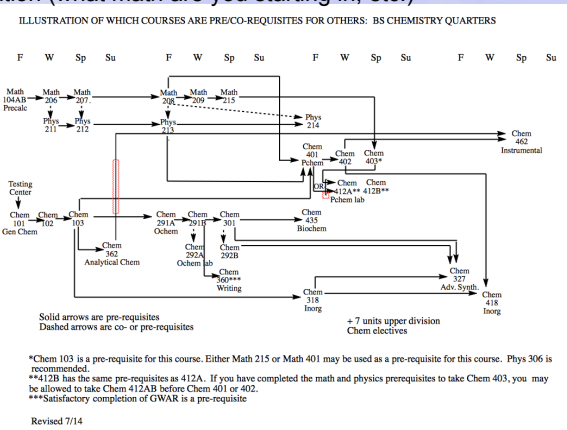 ition (what math are you starting in, etc.)
ILLUSTRATION OF WHICH COURSES ARE PRE/CO-REQUISITES FOR OTHERS: BS CHEMISTRY QUARTERS
F W Sp Su F W Sp Su F W Sp Su F W Sp Su
Math 104AB Precalc
Math 206
Math 207.
Math 208
Math 209
Math 215
Phys 211
Phys 212
Phys 213
Phys 214
Chem 462 Instrumental
Chem 401 Pchem
Chem 402
Chem 403*
OR
Chem 412A**
Chem 412B**
Pchem lab
Testing Center
Chem 101 Gen Chem
Chem 102
Chem 103
Chem 362 Analytical Chem
Chem 291A Ochem
Chem 291B
Chem 301
Chem 435 Biochem
Chem 292A Ochem lab
Chem 292B
Chem 360*** Writing
Chem 327 Adv. Synth.
Chem 318 Inorg
Chem 418 Inorg
Solid arrows are pre-requisites
Dashed arrows are co- or pre-requisites
+ 7 units upper division
Chem electives
*Chem 103 is a pre-requisite for this course. Either Math 215 or Math 401 may be used as a pre-requisite for this course. Phys 306 is
recommended.
**412B has the same pre-requisites as 412A. If you have completed the math and physics prerequisites to take Chem 403, you may
be allowed to take Chem 412AB before Chem 401 or 402.
***Satisfactory completion of GWAR is a pre-requisite
Revised 7/14